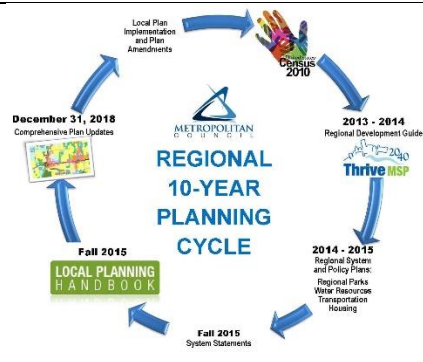 Local Plan
Implementation
and Plan
Amendments
Census
2010
2013 - 2014
Regional Development Guide
2040
Thrive MSP
2014 - 2015
Regional System
and Policy Plans:
Regional Parks
Water Resources
Transportation
Housing
Fall 2015
System Statements
Fall 2015
LOCAL PLANNING
HANDBOOK
December 31, 2018
Comprehensive Plan Updates
METROPOLITAN
COUNCIL
REGIONAL
10-YEAR
PLANNING
CYCLE